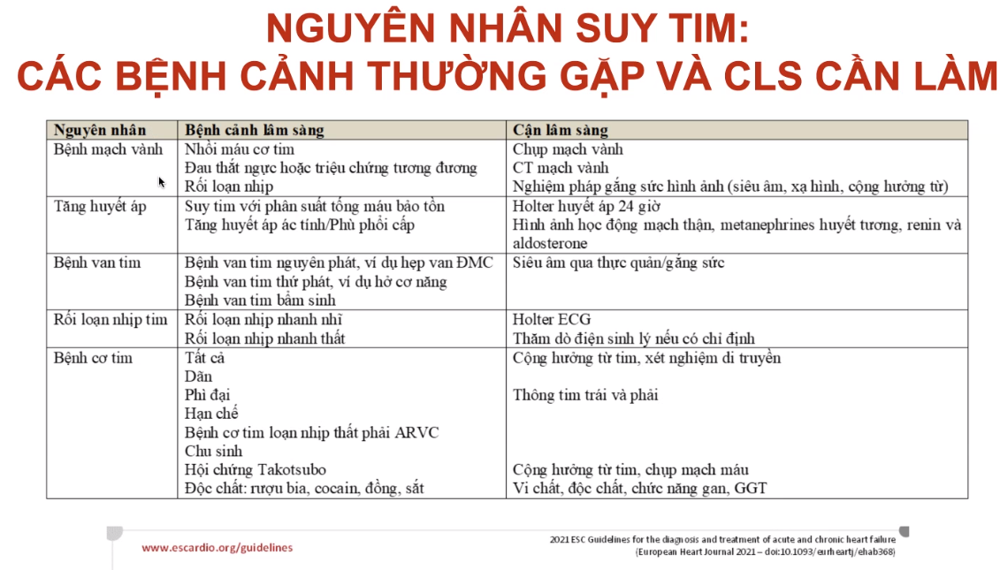 NGUYÊN NHÂN SUY TIM:
CÁC BỆNH CẢNH THƯỜNG GẶP VÀ CLS CẦN LÀM
Nguyên nhân Bệnh cảnh lâm sàng Cận lâm sàng
Bệnh mạch vành Nhồi máu cơ tim Chụp mạch vành
Đau thắt ngực hoặc triệu chứng tương đương CT mạch vành
Rối loạn nhịp Nghiệm pháp gắng sức hình ảnh (siêu âm, xạ hình, cộng hưởng từ)
Tăng huyết áp Suy tim với phân suất tống máu bảo tồn Holter huyết áp 24 giờ
Tăng huyết áp ác tính/Phù phổi cấp Hình ảnh học động mạch thận, metanephrines huyết tương, renin và
aldosterone
Bệnh van tim Bệnh van tim nguyên phát, ví dụ hẹp van ĐMC Siêu âm qua thực quản/gắng sức
Bệnh van tim thứ phát, ví dụ hở cơ năng
Bệnh van tim bẩm sinh
Rối loạn nhịp tim Rối loạn nhịp nhanh nhĩ Holter ECG
Rối loạn nhịp nhanh thất Thăm dò điện sinh lý nếu có chỉ định
Bệnh cơ tim Tất cả Cộng hưởng từ tim, xét nghiệm di truyền
Dãn
Phì đại Thông tim trái và phải
Hạn chế
Bệnh cơ tim loạn nhịp thất phải ARVC
Chu sinh
Hội chứng Takotsubo Cộng hưởng từ tim, chụp mạch máu
Độc chất: rượu bia, cocain, đồng, sắt Vi chất, độc chất, chức năng gan, GGT
www.escardio.org/guidelines
2021 ESC Guidelines for the diagnosis and treatment of acute and chronic heart failure
(European Heart Journal 2021 – doi:10.1093/eurheartj/ehab368)